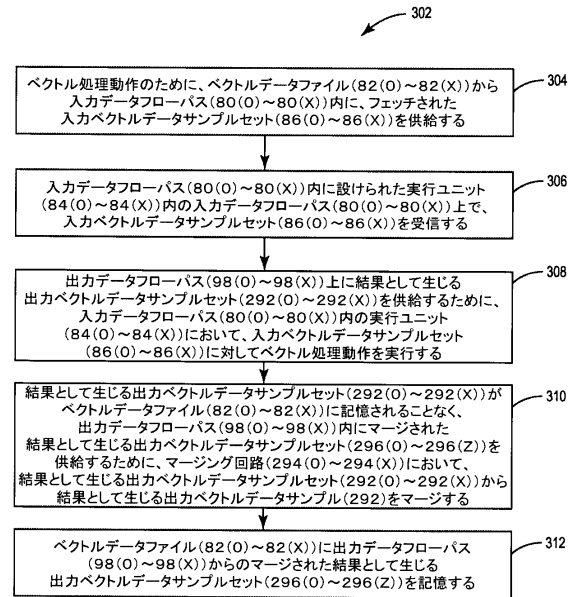 302
ベクトル処理動作のために、ベクトルデータファイル(82(0)～82(X))から
入力データフローパス(80(0)～80(X))内に、フェッチされた
入力ベクトルデータサンプルセット(86(0)～86(X))を供給する
304
入力データフローパス(80(0)～80(X))内に設けられた実行ユニット
(84(0)～84(X))内の入力データフローパス(80(0)～80(X))上で、
入力ベクトルデータサンプルセット(86(0)～86(X))を受信する
306
出力データフローパス(98(0)～98(X))上に結果として生じる
出力ベクトルデータサンプルセット(292(0)～292(X))を供給するために、
入力データフローパス(80(0)～80(X))内の実行ユニット
(84(0)～84(X))において、入力ベクトルデータサンプルセット
(86(0)～86(X))に対してベクトル処理動作を実行する
308
結果として生じる出力ベクトルデータサンプルセット(292(0)～292(X))が
ベクトルデータファイル(82(0)～82(X))に記憶されることなく、
出力データフローパス(98(0)～98(X))内にマージされた
結果として生じる出力ベクトルデータサンプルセット(296(0)～296(Z))を
供給するために、マージング回路(294(0)～294(X))において、
結果として生じる出力ベクトルデータサンプルセット(292(0)～292(X))から
結果として生じる出力ベクトルデータサンプル(292)をマージする
310
ベクトルデータファイル(82(0)～82(X))に出力データフローパス
(98(0)～98(X))からのマージされた結果として生じる
出力ベクトルデータサンプルセット(296(0)～296(Z))を記憶する
312